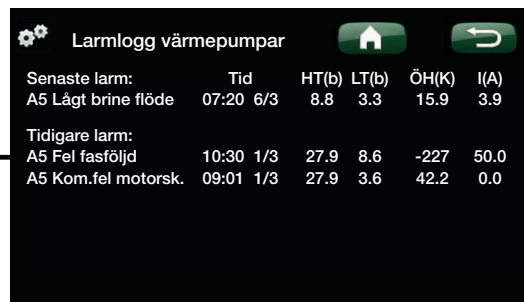 Larmlogg värmepumpar
Senaste larm: Tid HT(b) LT(b) ÖH(K) I(A)
A5 Lågt brine flöde 07:20 6/3 8.8 3.3 15.9 3.9
Tidigare larm:
A5 Fel fasföljd 10:30 1/3 27.9 8.6 -227 50.0
A5 Kom.fel motorsk. 09:01 1/3 27.9 3.6 42.2 0.0